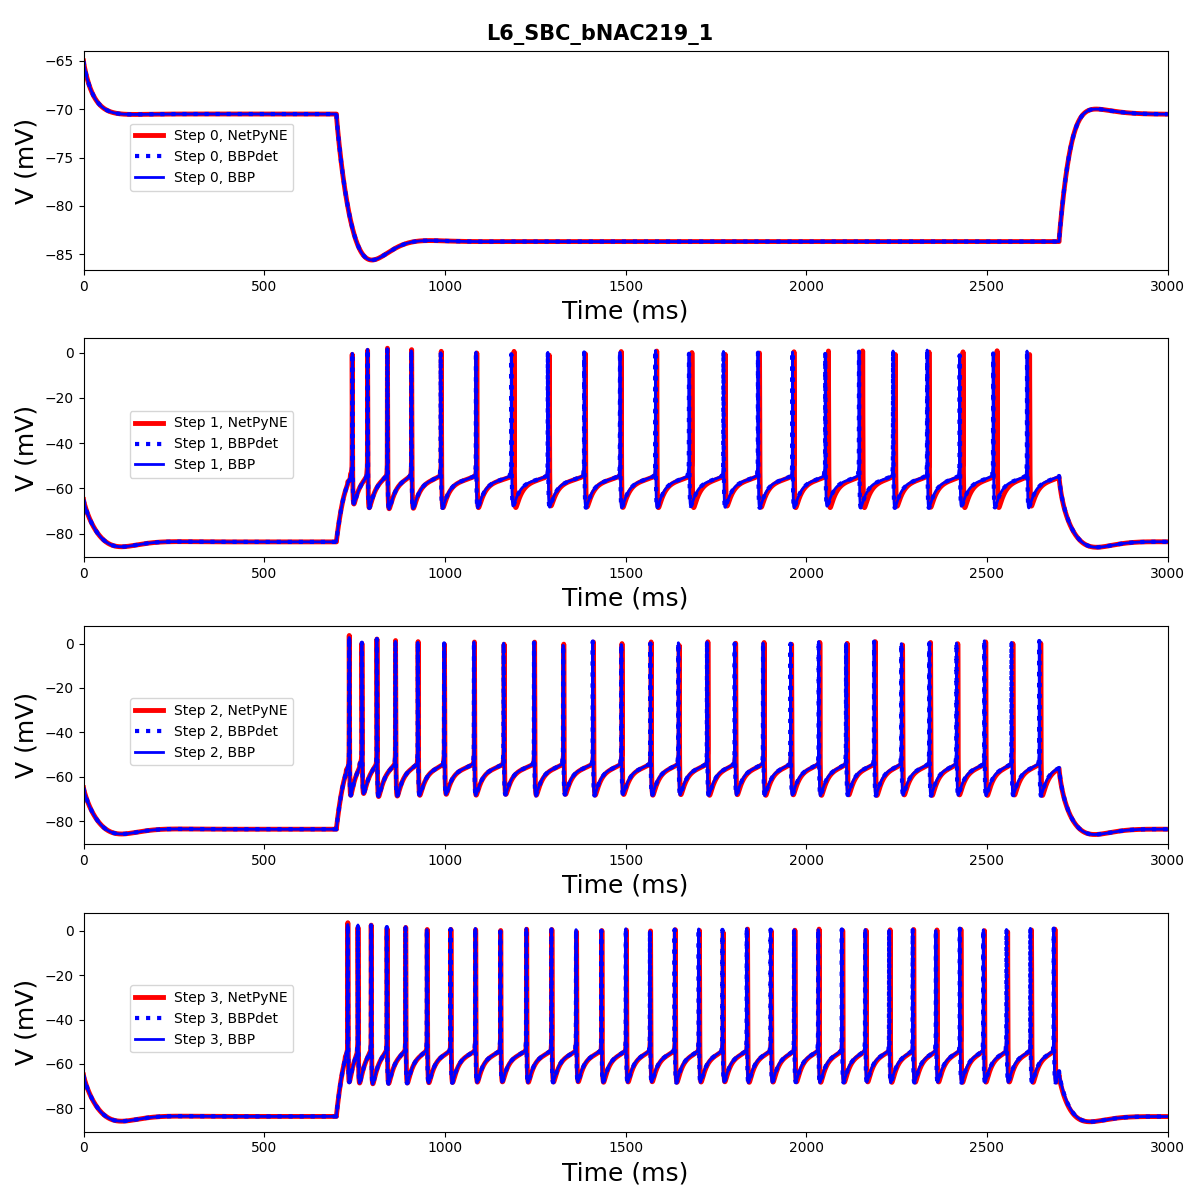 L6_SBC_bNAC219_1
−65
−70
−75
−80
−85
V (mV)
Step 0, NetPyNE
Step 0, BBPdet
Step 0, BBP
0 500 1000 1500 2000 2500 3000
Time (ms)
0
−20
−40
−60
−80
V (mV)
Step 1, NetPyNE
Step 1, BBPdet
Step 1, BBP
0 500 1000 1500 2000 2500 3000
Time (ms)
0
−20
−40
−60
−80
V (mV)
Step 2, NetPyNE
Step 2, BBPdet
Step 2, BBP
0 500 1000 1500 2000 2500 3000
Time (ms)
0
−20
−40
−60
−80
V (mV)
Step 3, NetPyNE
Step 3, BBPdet
Step 3, BBP
0 500 1000 1500 2000 2500 3000
Time (ms)